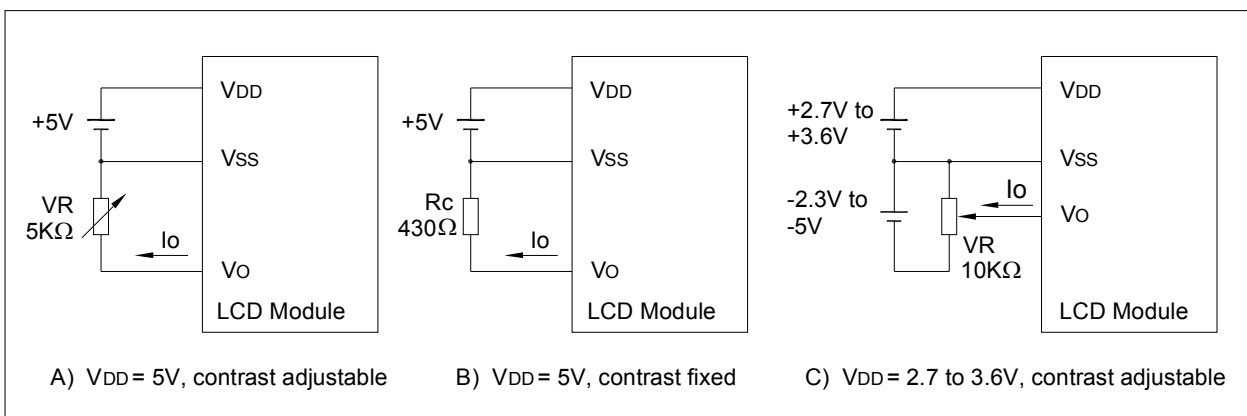 VDD
+5V
VSS
VR
5KΩ
Io
VO
LCD Module
A) VDD = 5V, contrast adjustable
VDD
+5V
VSS
Rc
430Ω
Io
VO
LCD Module
B) VDD = 5V, contrast fixed
VDD
+2.7V to
+3.6V
VSS
-2.3V to
-5V
Io
VO
VR
10KΩ
LCD Module
C) VDD = 2.7 to 3.6V, contrast adjustable